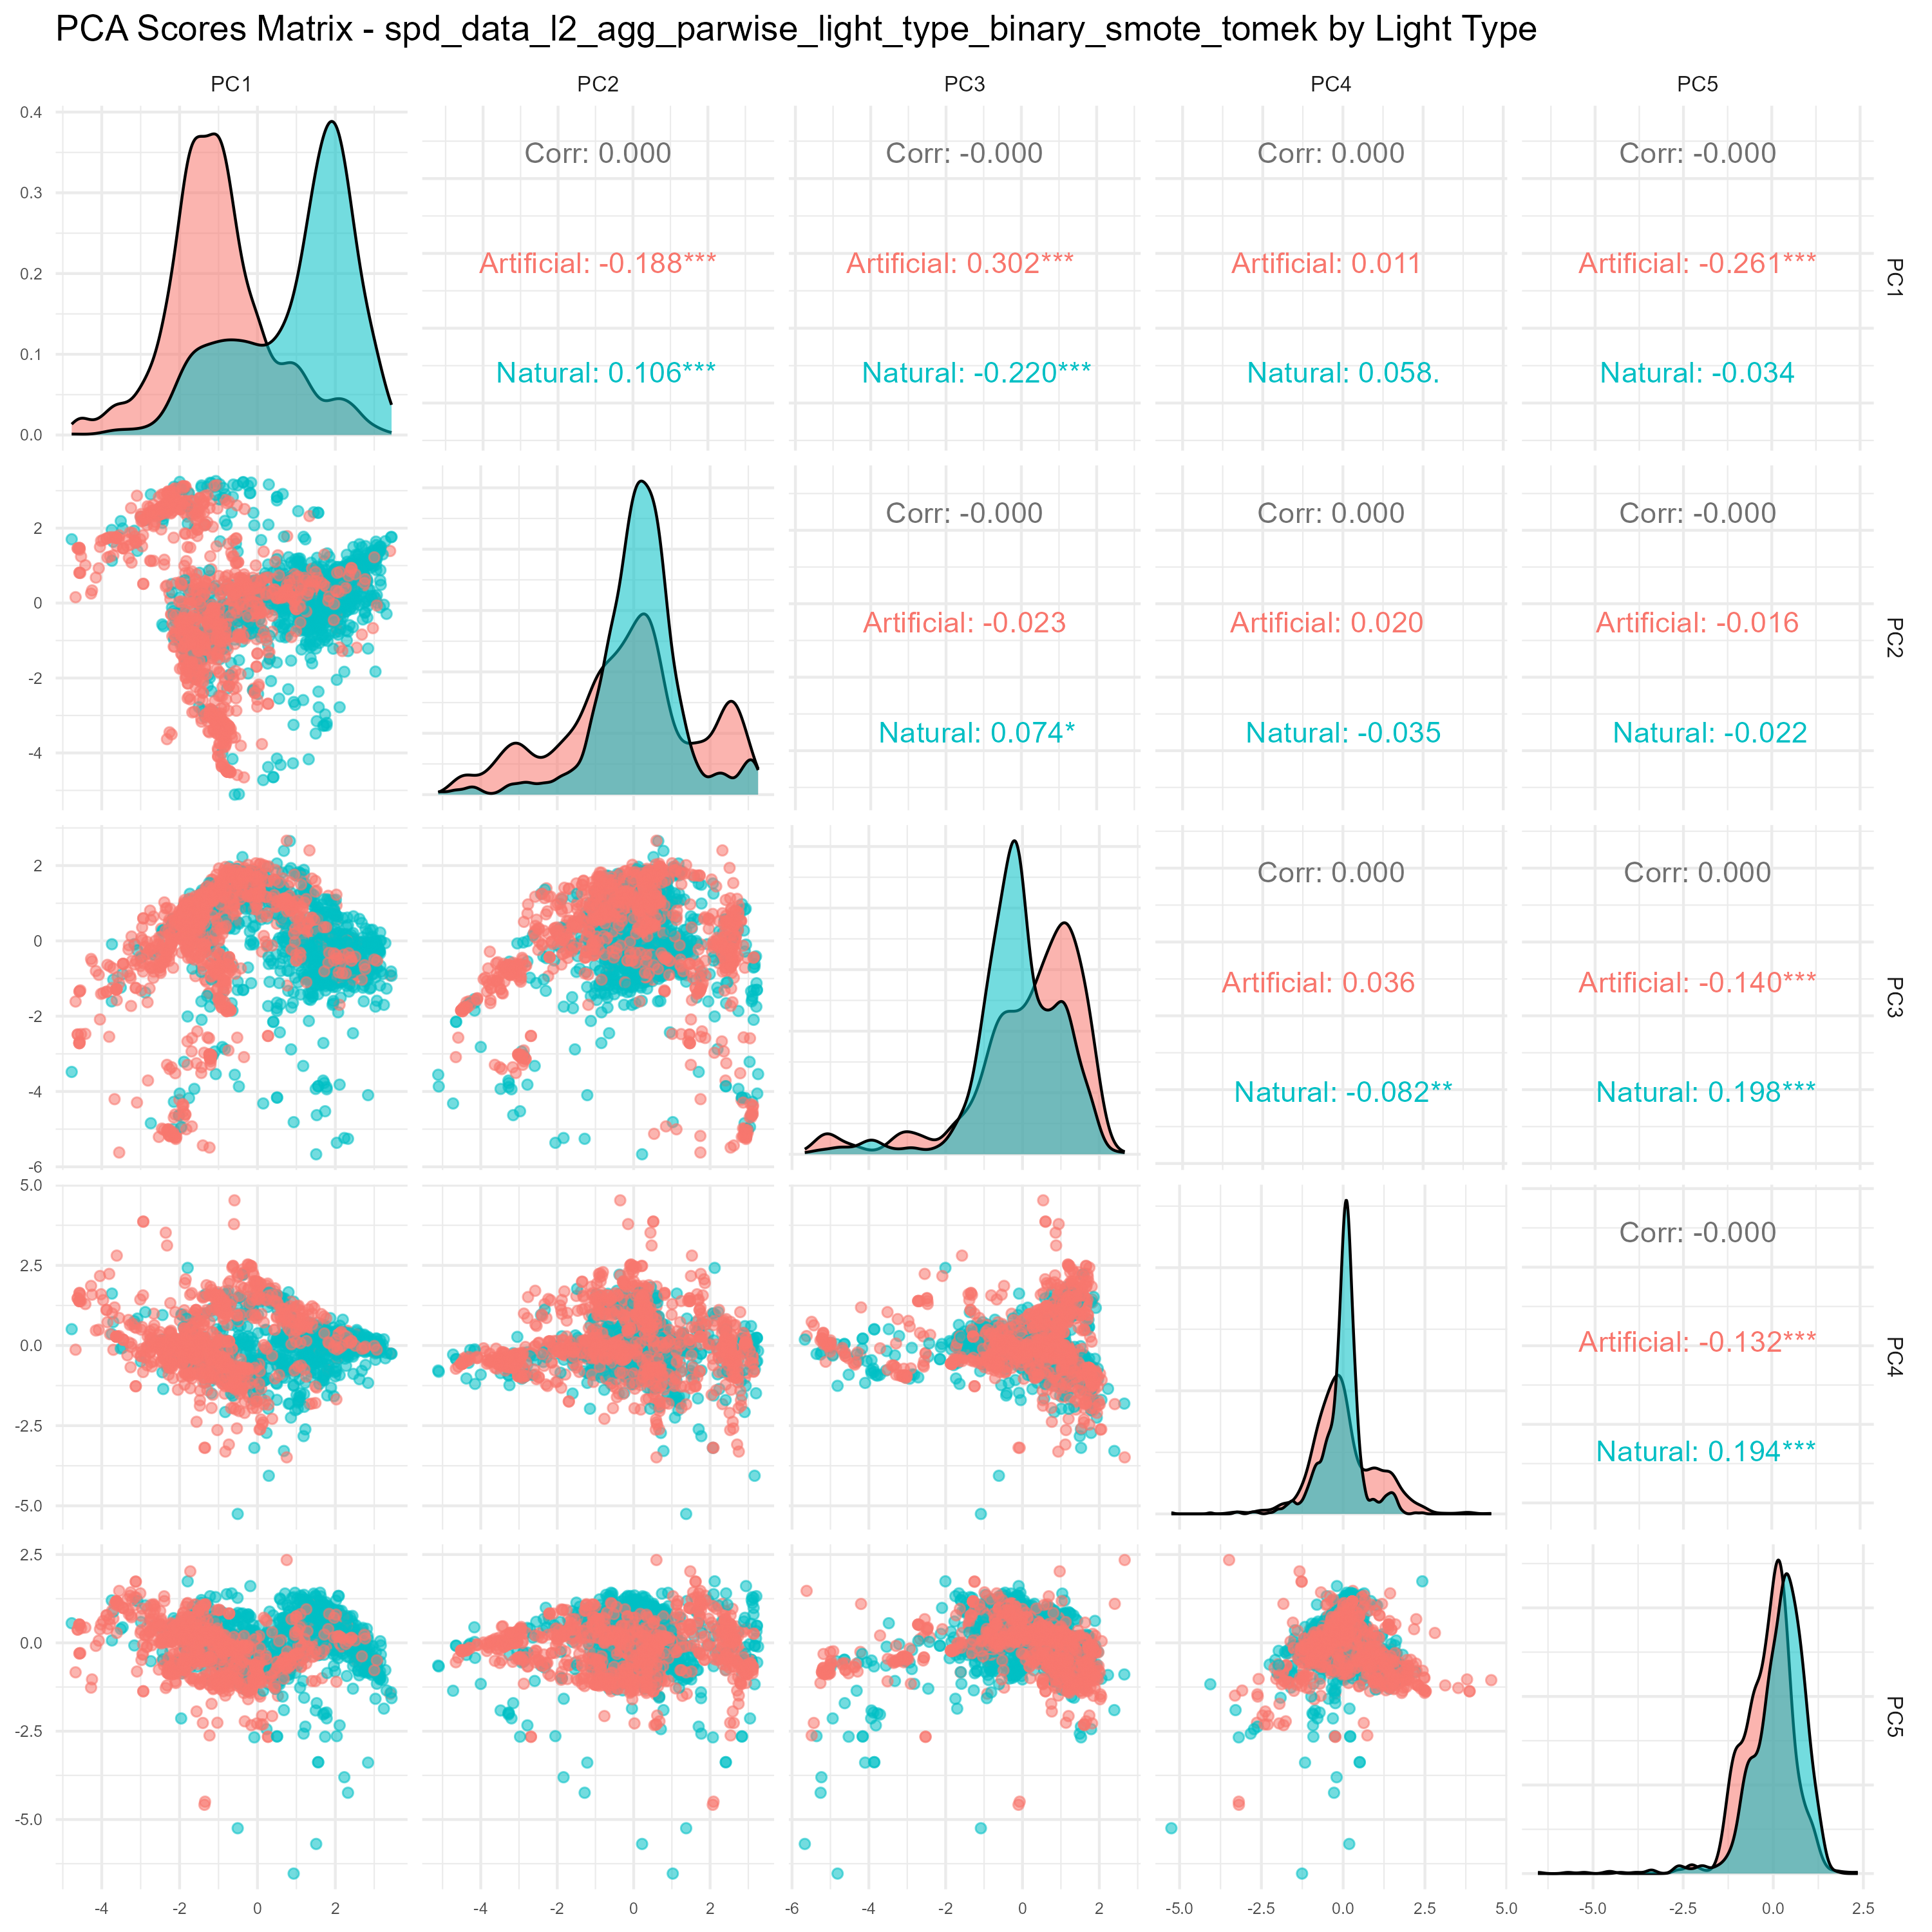 PCA Scores Matrix - spd_data_l2_agg_parwise_light_type_binary_smote_tomek by Light Type
PC1 PC2 PC3 PC4 PC5
0.4
0.3
0.2
0.1
0.0
Corr: 0.000 Corr: -0.000 Corr: 0.000 Corr: -0.000
Artificial: -0.188*** Artificial: 0.302*** Artificial: 0.011 Artificial: -0.261***
Natural: 0.106*** Natural: -0.220*** Natural: 0.058. Natural: -0.034
PC1
2
0
-2
-4
Corr: -0.000 Corr: 0.000 Corr: -0.000
Artificial: -0.023 Artificial: 0.020 Artificial: -0.016
Natural: 0.074* Natural: -0.035 Natural: -0.022
PC2
2
0
-2
-4
-6
Corr: 0.000 Corr: 0.000
Artificial: 0.036 Artificial: -0.140***
Natural: -0.082** Natural: 0.198***
PC3
5.0
2.5
0.0
-2.5
-5.0
Corr: -0.000
Artificial: -0.132***
Natural: 0.194***
PC4
2.5
0.0
-2.5
-5.0
PC5
-4 -2 0 2 -4 -2 0 2 -6 -4 -2 0 2 -5.0 -2.5 0.0 2.5 5.0 -5.0 -2.5 0.0 2.5